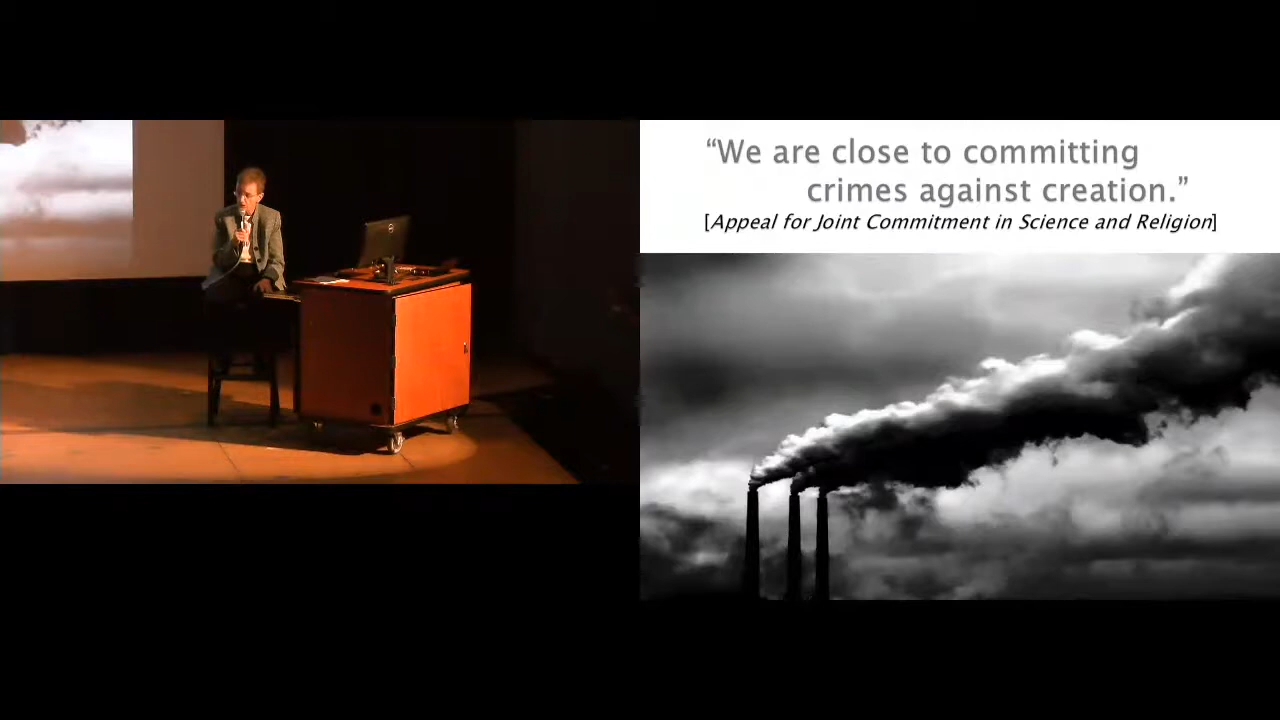 “We are close to committing
crimes against creation.”
[Appeal for Joint Commitment in Science and Religion]